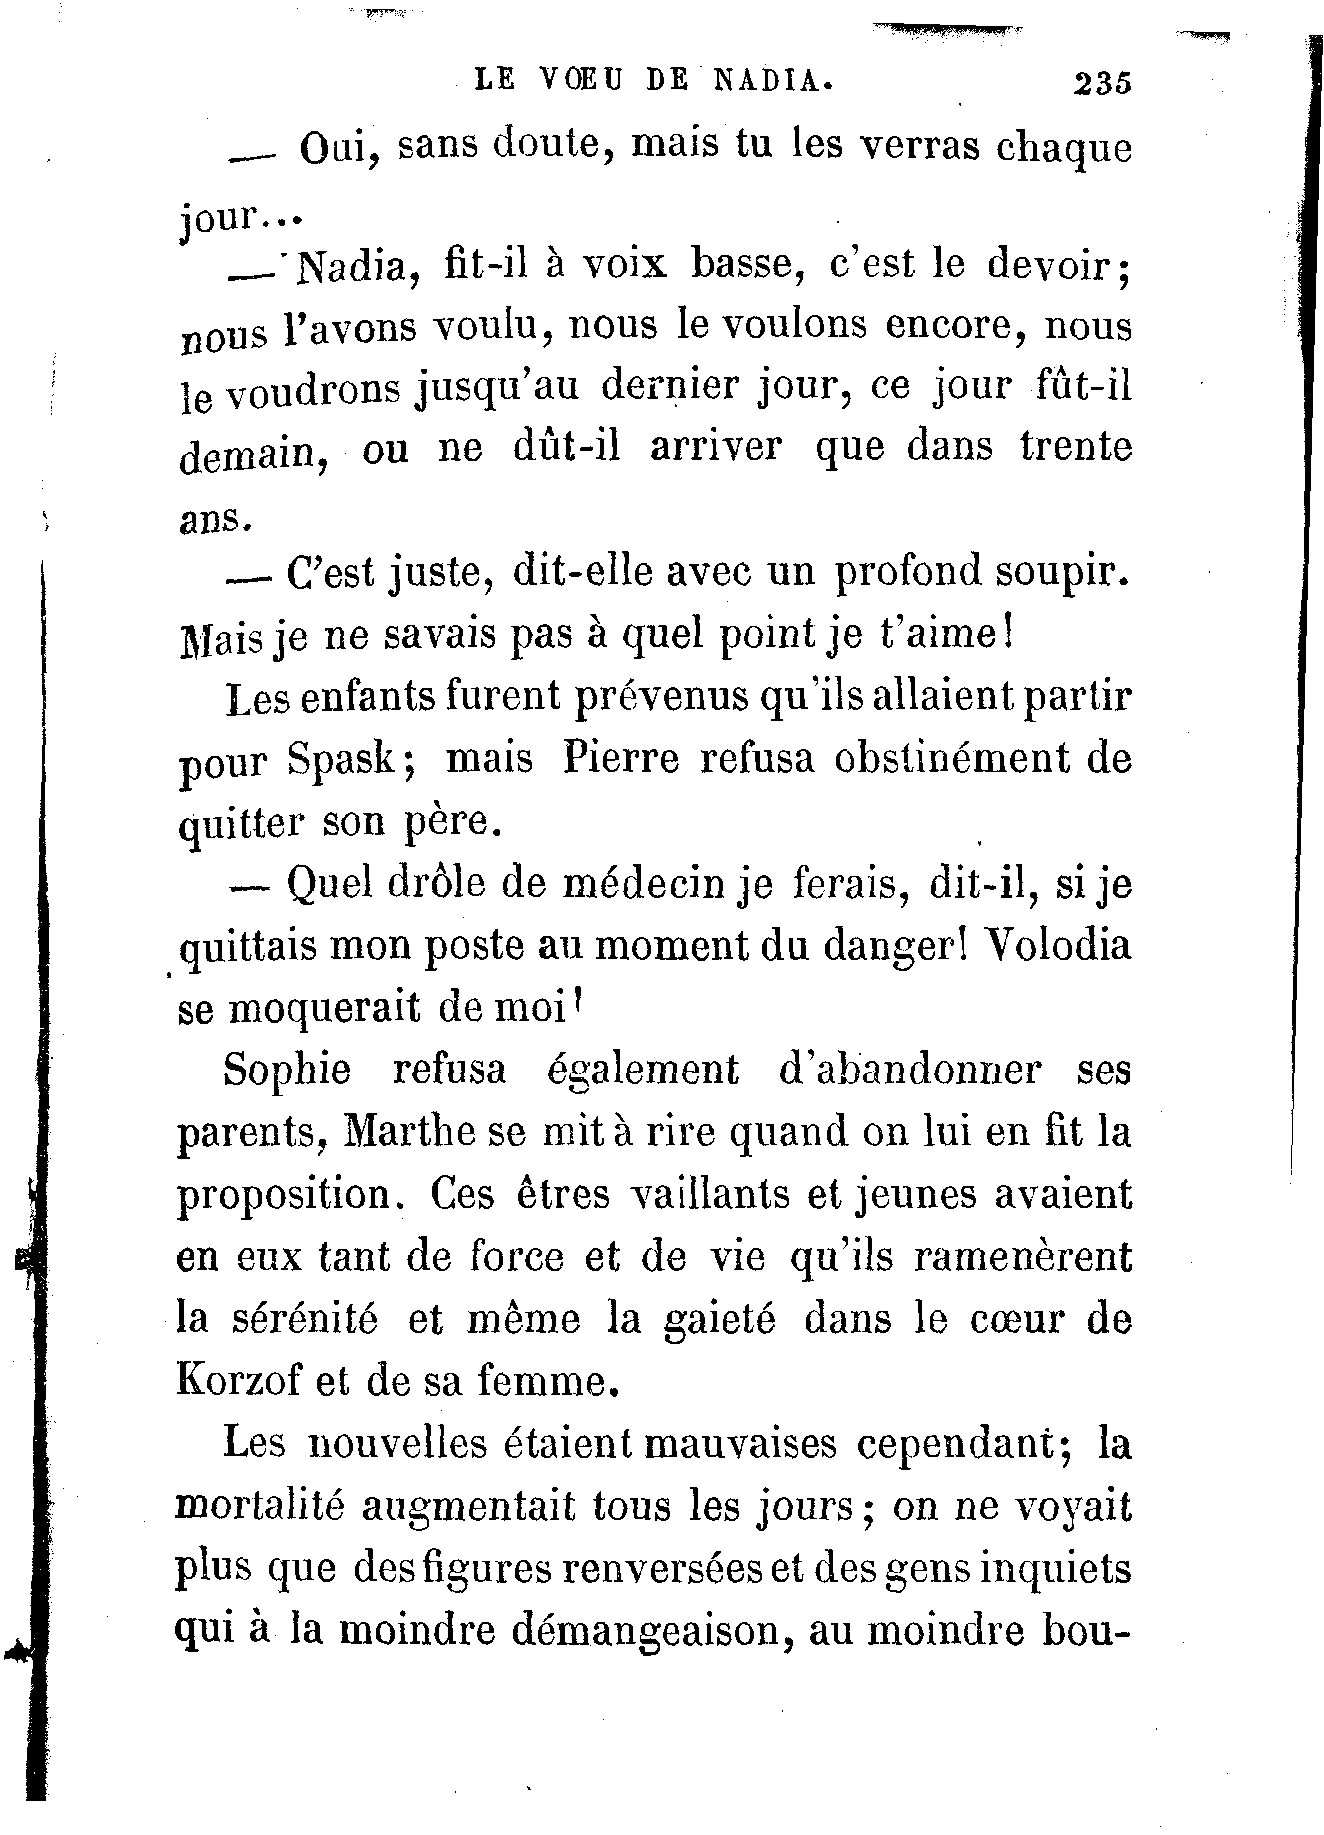 LE VŒU DE NADIA. 235
— Oui, sans doute, mais tu les verras chaque
jour...
— Nadia, fit-il à voix basse, c'est le devoir;
nous l'avons voulu, nous le voulons encore, nous
le voudrons jusqu'au dernier jour, ce jour fût-il
demain, ou ne dût-il arriver que dans trente
ans.
— C'est juste, dit-elle avec un profond soupir.
Mais je ne savais pas à quel point je t'aime!
Les enfants furent prévenus qu'ils allaient partir
pour Spask; mais Pierre refusa obstinément de
quitter son père.
— Quel drôle de médecin je ferais, dit-il, si je
quittais mon poste au moment du danger! Volodia
se moquerait de moi!
Sophie refusa également d'abandonner ses
parents, Marthe se mit à rire quand on lui en fit la
proposition. Ces êtres vaillants et jeunes avaient
en eux tant de force et de vie qu'ils ramenèrent
la sérénité et même la gaieté dans le cœur de
Korzof et de sa femme.
Les nouvelles étaient mauvaises cependant; la
mortalité augmentait tous les jours; on ne voyait
plus que des figures renversées et des gens inquiets
qui à la moindre démangeaison, au moindre bou-